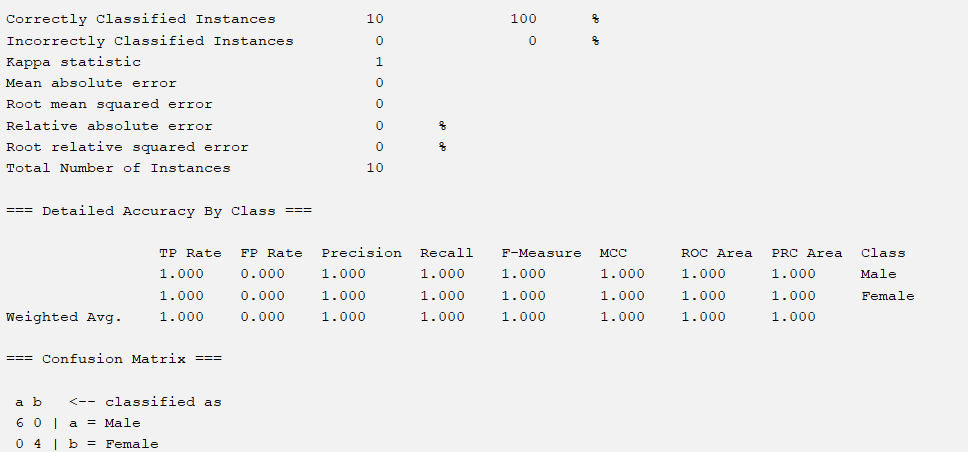 Correctly Classified Instances          10              100      %
Incorrectly Classified Instances         0                0      %
Kappa statistic                          1
Mean absolute error                      0
Root mean squared error                  0
Relative absolute error                  0      %
Root relative squared error              0      %
Total Number of Instances               10
=== Detailed Accuracy By Class ===
                 TP Rate  FP Rate  Precision  Recall   F-Measure  MCC      ROC Area  PRC Area  Class
                 1.000    0.000    1.000      1.000    1.000      1.000    1.000     1.000     Male
                 1.000    0.000    1.000      1.000    1.000      1.000    1.000     1.000     Female
Weighted Avg.    1.000    0.000    1.000      1.000    1.000      1.000    1.000     1.000
=== Confusion Matrix ===
 a b   <-- classified as
 6 0 | a = Male
 0 4 | b = Female